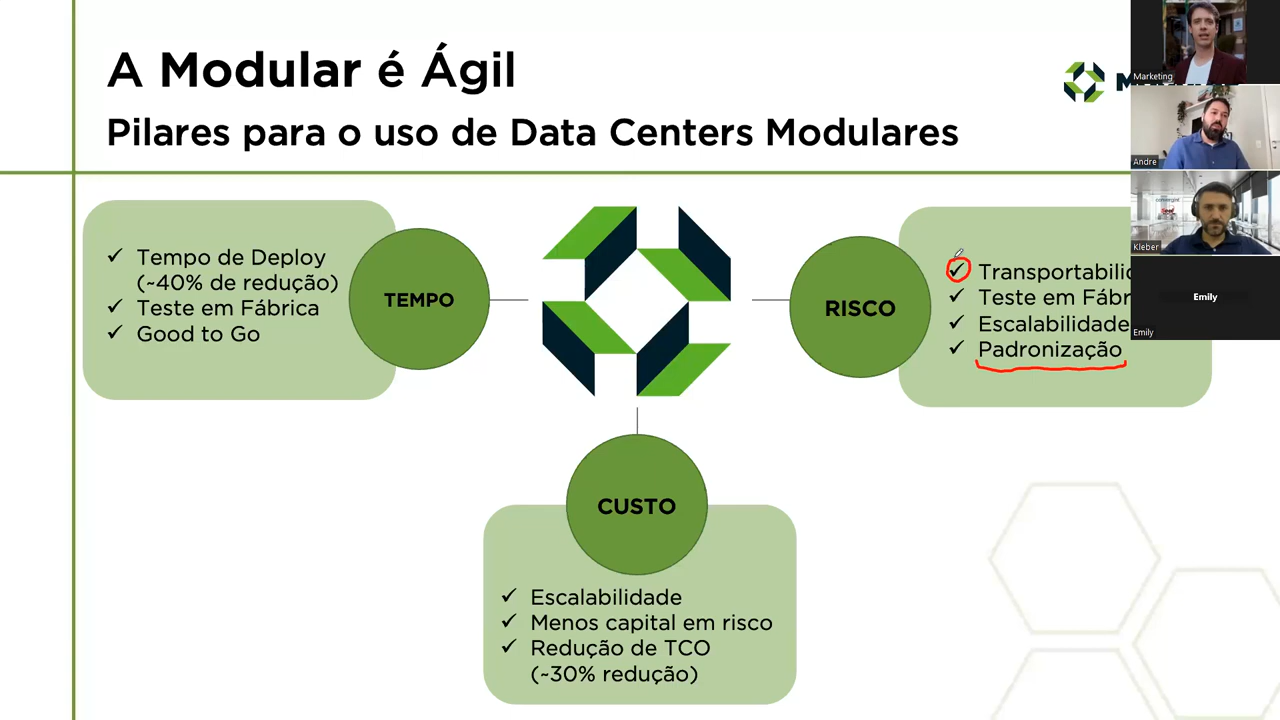 A Modular é Ágil
Pilares para o uso de Data Centers Modulares
✓ Tempo de Deploy
(~40% de redução)
✓ Teste em Fábrica
✓ Good to Go
TEMPO
RISCO
✓ Teste em
✓ Escalabilidade
✓ Padronização
CUSTO
✓ Escalabilidade
✓ Menos capital em risco
✓ Redução de TCO
(~30% redução)
Marketing
Andre
Kleber
Emily
Emily